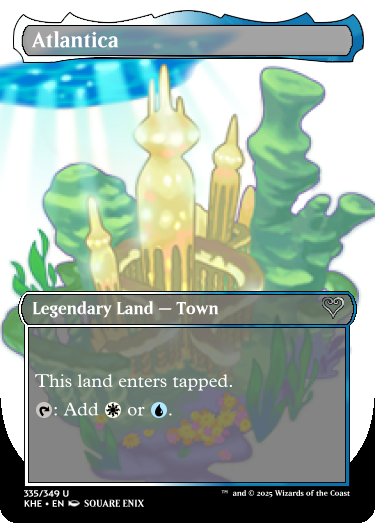 Atlantica
Legendary Land — Town
This land enters tapped.
: Add or .
335/349 U
KHE • EN SQUARE ENIX
™ and © 2025 Wizards of the Coast